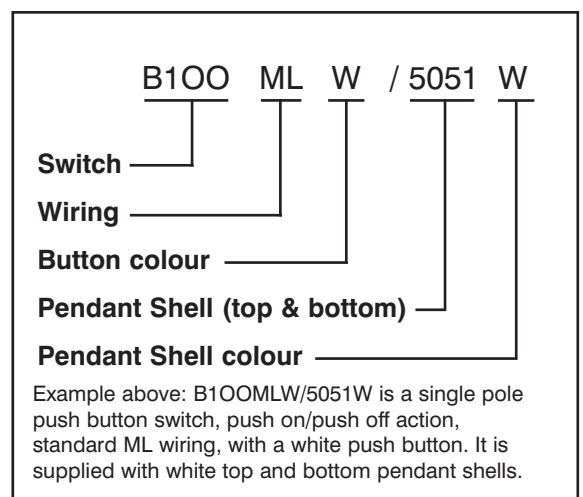 B1OO ML W / 5051 W
Switch
Wiring
Button colour
Pendant Shell (top & bottom)
Pendant Shell colour
Example above: B1OOMLW/5051W is a single pole
push button switch, push on/push off action,
standard ML wiring, with a white push button. It is
supplied with white top and bottom pendant shells.